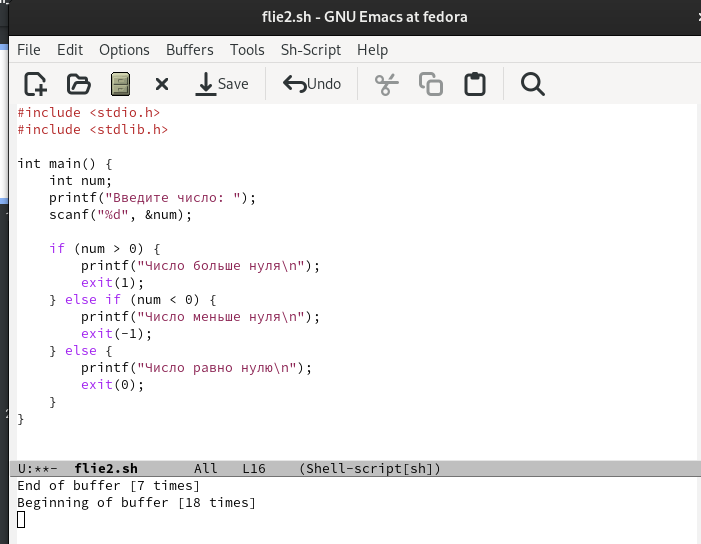 flie2.sh - GNU Emacs at fedora
File Edit Options Buffers Tools Sh-Script Help
Save Undo
#include <stdio.h>
#include <stdlib.h>
int main() {
    int num;
    printf("Введите число: ");
    scanf("%d", &num);
    if (num > 0) {
        printf("Число больше нуля\n");
        exit(1);
    } else if (num < 0) {
        printf("Число меньше нуля\n");
        exit(-1);
    } else {
        printf("Число равно нулю\n");
        exit(0);
    }
}
U:**- flie2.sh All L16 (Shell-script[sh])
End of buffer [7 times]
Beginning of buffer [18 times]